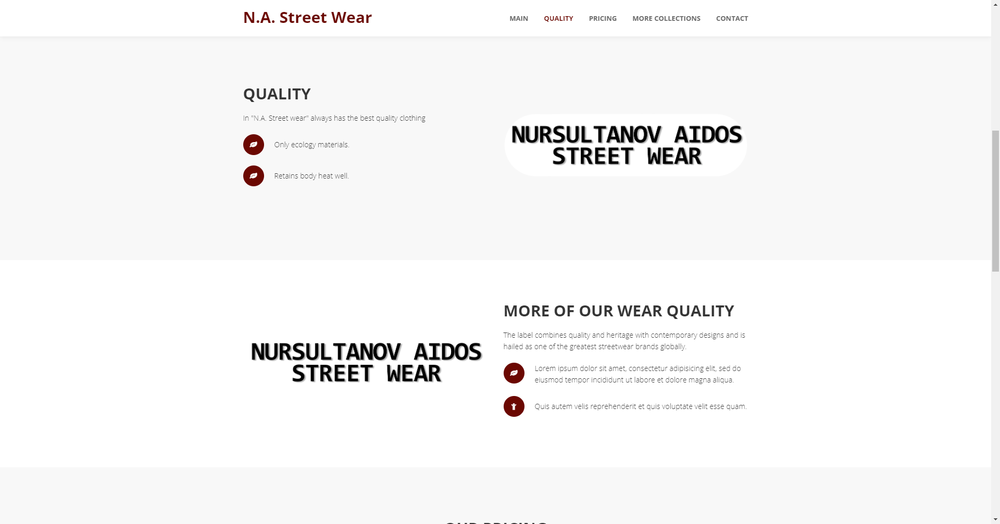 N.A. Street Wear
MAIN QUALITY PRICING MORE COLLECTIONS CONTACT
QUALITY
In "N.A. Street wear" always has the best quality clothing
Only ecology materials.
Retains body heat well.
NURSULTANOV AIDOS
STREET WEAR
NURSULTANOV AIDOS
STREET WEAR
MORE OF OUR WEAR QUALITY
The label combines quality and heritage with contemporary designs and is
hailed as one of the greatest streetwear brands globally.
Lorem ipsum dolor sit amet, consectetur adipisicing elit, sed do
eiusmod tempor incididunt ut labore et dolore magna aliqua.
Quis autem velis reprehenderit et quis voluptate velit esse quam.
OUR PRICING